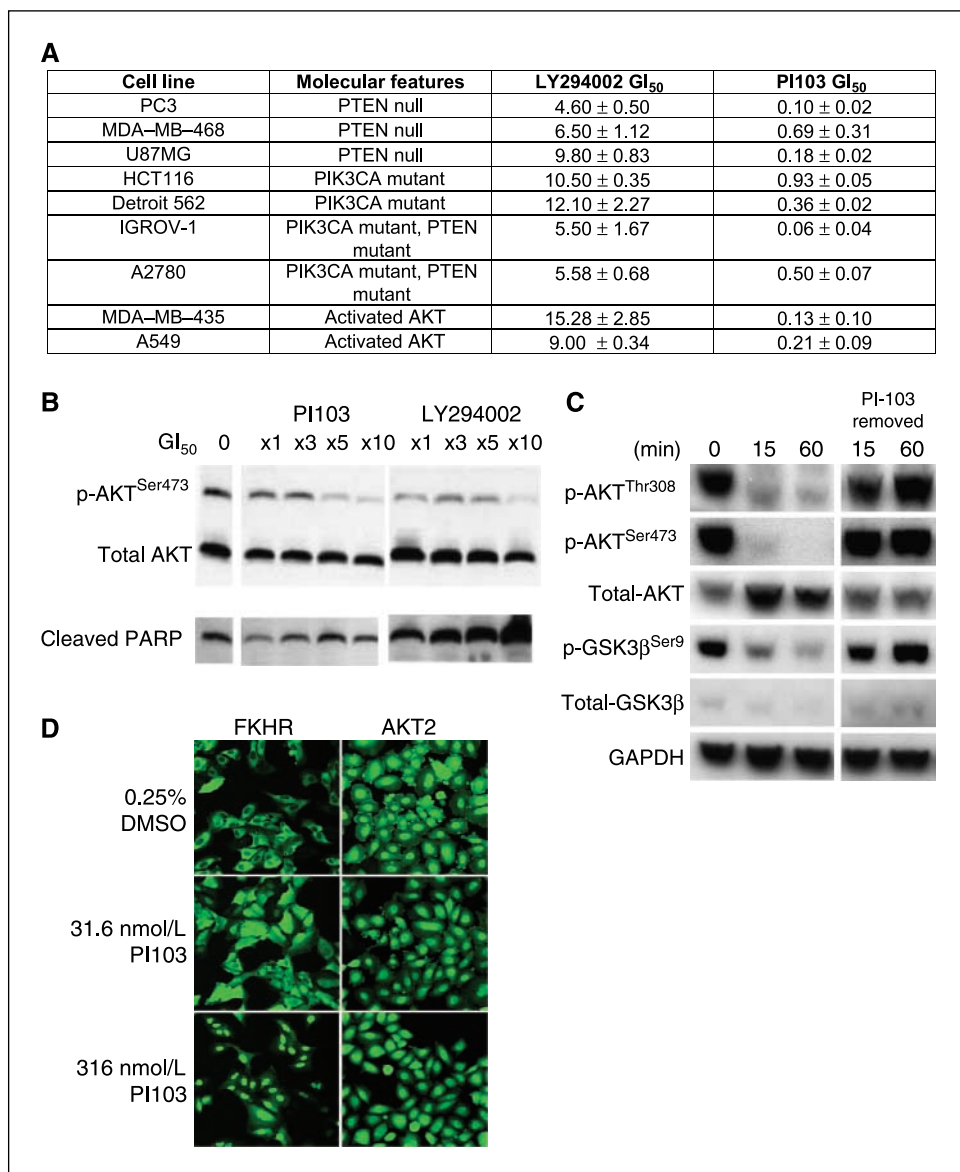 A
Cell line Molecular features LY294002 GI50 PI103 GI50
PC3 PTEN null 4.60 ± 0.50 0.10 ± 0.02
MDA–MB–468 PTEN null 6.50 ± 1.12 0.69 ± 0.31
U87MG PTEN null 9.80 ± 0.83 0.18 ± 0.02
HCT116 PIK3CA mutant 10.50 ± 0.35 0.93 ± 0.05
Detroit 562 PIK3CA mutant 12.10 ± 2.27 0.36 ± 0.02
IGROV-1 PIK3CA mutant, PTEN 5.50 ± 1.67 0.06 ± 0.04
mutant
A2780 PIK3CA mutant, PTEN 5.58 ± 0.68 0.50 ± 0.07
mutant
MDA–MB–435 Activated AKT 15.28 ± 2.85 0.13 ± 0.10
A549 Activated AKT 9.00 ± 0.34 0.21 ± 0.09
B
PI103 LY294002
GI50 0 x1 x3 x5 x10 x1 x3 x5 x10
p-AKTSer473
Total AKT
Cleaved PARP
C
PI-103
removed
(min) 0 15 60 15 60
p-AKTThr308
p-AKTSer473
Total-AKT
p-GSK3βSer9
Total-GSK3β
GAPDH
D
FKHR AKT2
0.25%
DMSO
31.6 nmol/L
PI103
316 nmol/L
PI103